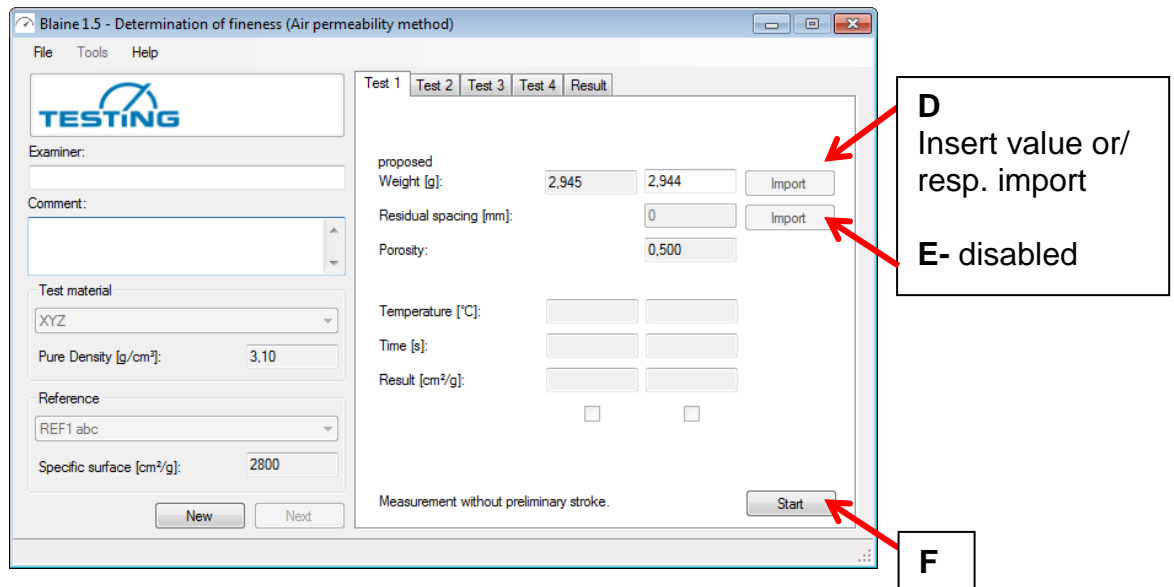 Blaine 1.5 - Determination of fineness (Air permeability method)
File Tools Help
TESTING
Examiner:
Comment:
Test material
XYZ
Pure Density [g/cm³]: 3,10
Reference
REF1 abc
Specific surface [cm²/g]: 2800
New Next
Test 1 Test 2 Test 3 Test 4 Result
proposed
Weight [g]: 2,945 2,944 Import
Residual spacing [mm]: 0 Import
Porosity: 0,500
Temperature [°C]:
Time [s]:
Result [cm²/g]:
Measurement without preliminary stroke. Start
D
Insert value or/
resp. import
E- disabled
F